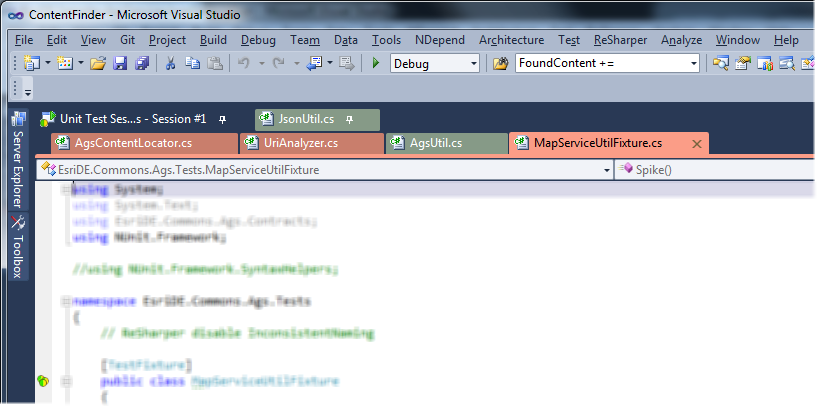 ContentFinder - Microsoft Visual Studio
File Edit View Git Project Build Debug Team Data Tools NDepend Architecture Test ReSharper Analyze Window Help
Debug FoundContent +=
Unit Test Ses...s - Session #1 JsonUtil.cs
AgsContentLocator.cs UriAnalyzer.cs AgsUtil.cs MapServiceUtilFixture.cs
EsriDE.Commons.Ags.Tests.MapServiceUtilFixture Spike()
Server Explorer
Toolbox
using System;
using System.Text;
using EsriDE.Commons.Ags.Contracts;
using NUnit.Framework;
//using NUnit.Framework.SyntaxHelpers;
namespace EsriDE.Commons.Ags.Tests
{
// ReSharper disable InconsistentNaming
[TestFixture]
public class MapServiceUtilFixture
{